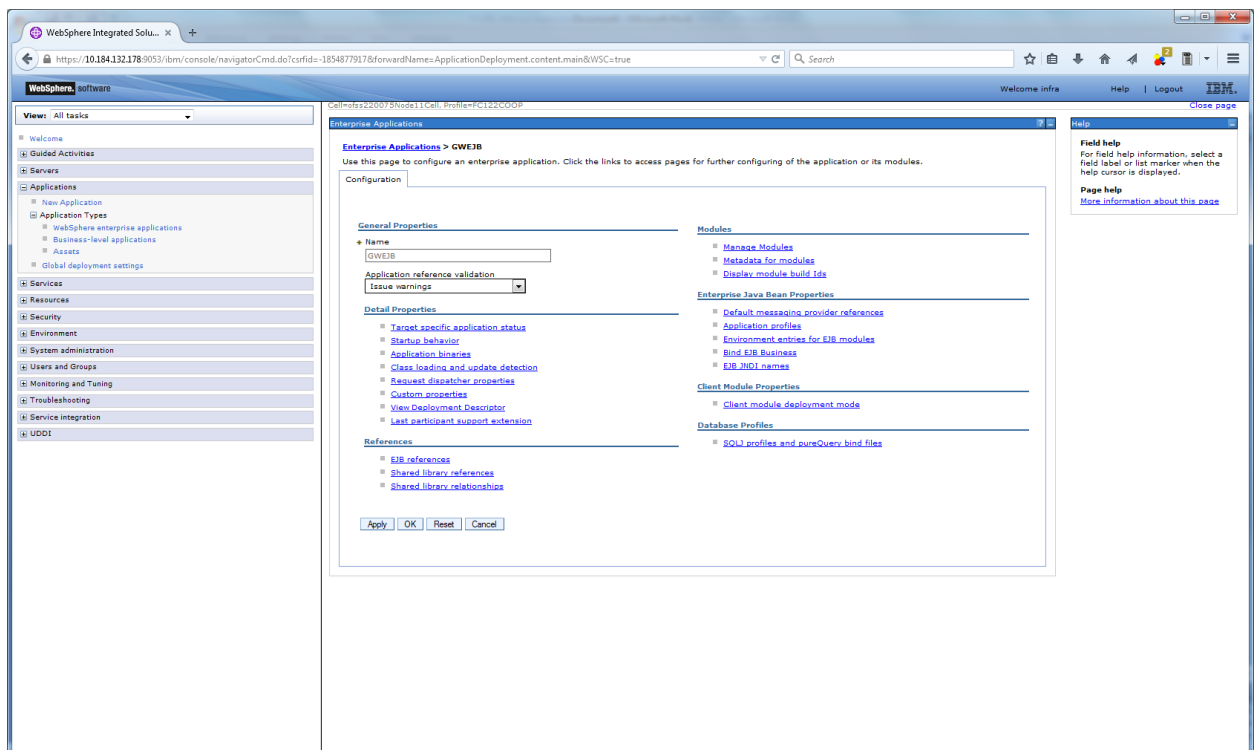 WebSphere Integrated Solu...
https://10.184.132.178:9053/ibm/console/navigatorCmd.do?csrfid=-1854877917&forwardName=ApplicationDeployment.content.main&WSC=true
Search
2
WebSphere. software
Welcome infra
Help | Logout
IBM.
View: All tasks
Welcome
Guided Activities
Servers
Applications
New Application
Application Types
WebSphere enterprise applications
Business-level applications
Assets
Global deployment settings
Services
Resources
Security
Environment
System administration
Users and Groups
Monitoring and Tuning
Troubleshooting
Service integration
UDDI
Cell=ofss220075Node11Cell, Profile=FC122COOP
Close page
Enterprise Applications
?
Enterprise Applications > GWEJB
Use this page to configure an enterprise application. Click the links to access pages for further configuring of the application or its modules.
Configuration
General Properties
Name
GWEJB
Application reference validation
Issue warnings
Detail Properties
Target specific application status
Startup behavior
Application binaries
Class loading and update detection
Request dispatcher properties
Custom properties
View Deployment Descriptor
Last participant support extension
References
EJB references
Shared library references
Shared library relationships
Modules
Manage Modules
Metadata for modules
Display module build Ids
Enterprise Java Bean Properties
Default messaging provider references
Application profiles
Environment entries for EJB modules
Bind EJB Business
EJB JNDI names
Client Module Properties
Client module deployment mode
Database Profiles
SQLJ profiles and pureQuery bind files
Apply OK Reset Cancel
Help
Field help
For field help information, select a
field label or list marker when the
help cursor is displayed.
Page help
More information about this page